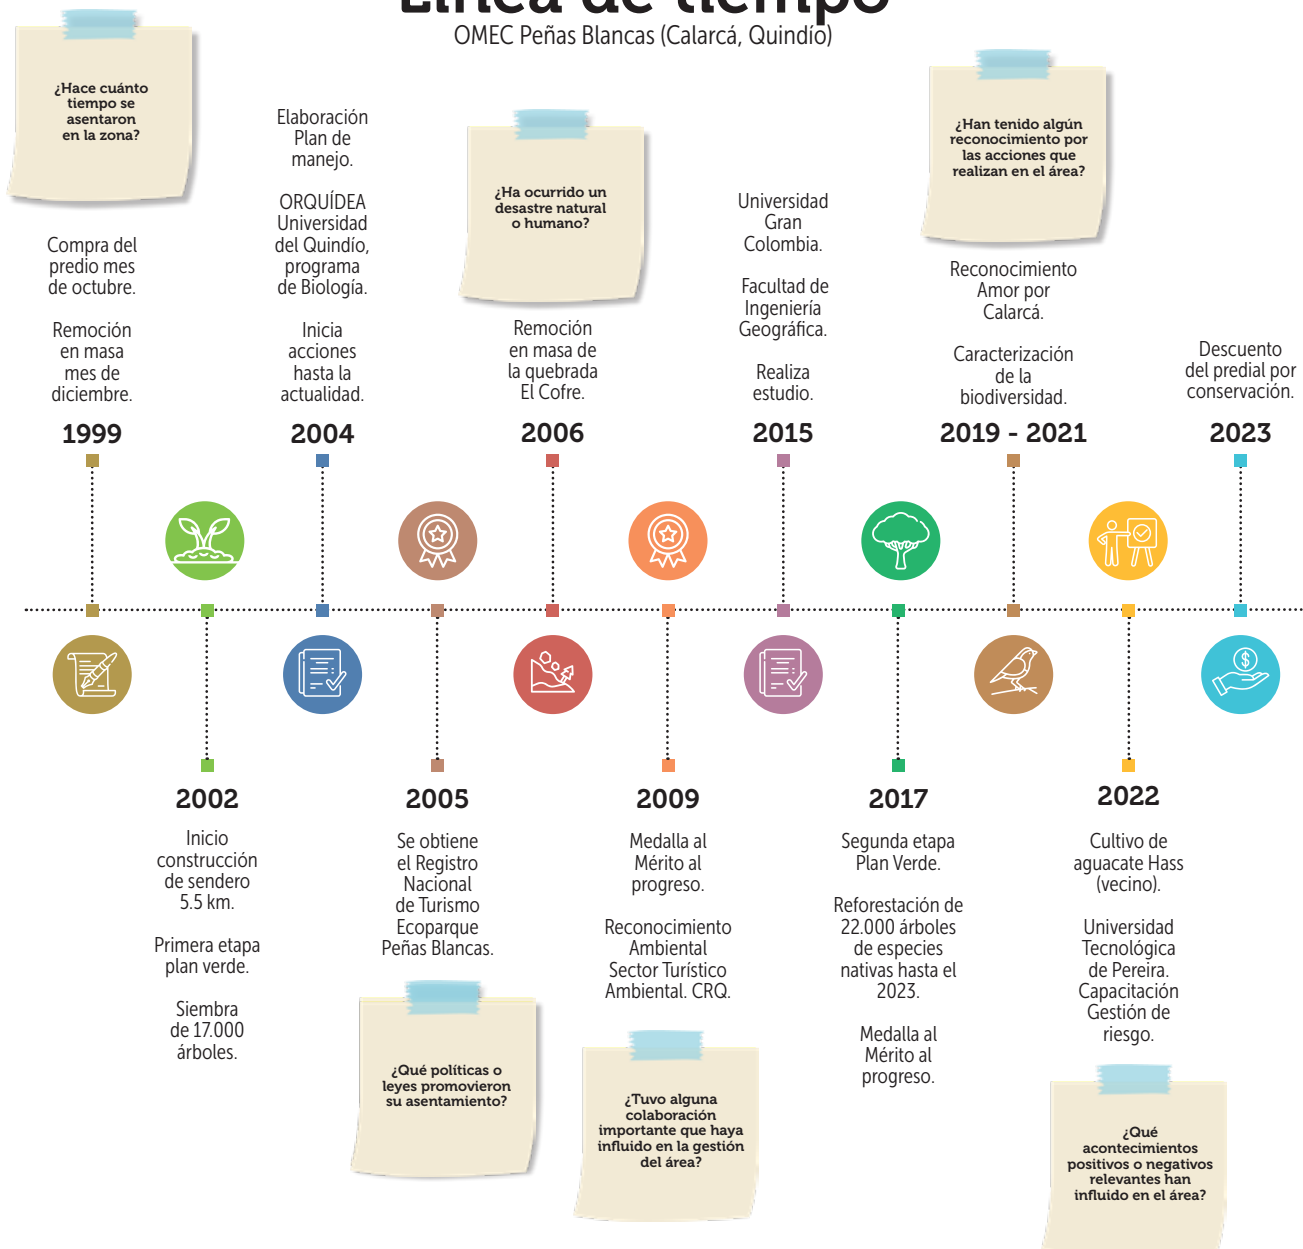 Línea de tiempo
OMEC Peñas Blancas (Calarcá, Quindío)
¿Hace cuánto
tiempo se
asentaron
en la zona?
Compra del
predio mes
de octubre.
Remoción
en masa
mes de
diciembre.
1999
Elaboración
Plan de
manejo.
ORQUÍDEA
Universidad
del Quindío,
programa
de Biología.
Inicia
acciones
hasta la
actualidad.
2004
¿Ha ocurrido un
desastre natural
o humano?
Remoción
en masa de
la quebrada
El Cofre.
2006
Universidad
Gran
Colombia.
Facultad de
Ingeniería
Geográfica.
Realiza
estudio.
2015
¿Han tenido algún
reconocimiento por
las acciones que
realizan en el área?
Reconocimiento
Amor por
Calarcá.
Caracterización
de la
biodiversidad.
2019 - 2021
Descuento
del predial por
conservación.
2023
$
2002
Inicio
construcción
de sendero
5.5 km.
Primera etapa
plan verde.
Siembra
de 17.000
árboles.
2005
Se obtiene
el Registro
Nacional
de Turismo
Ecoparque
Peñas Blancas.
¿Qué políticas o
leyes promovieron
su asentamiento?
2009
Medalla al
Mérito al
progreso.
Reconocimiento
Ambiental
Sector Turístico
Ambiental. CRQ.
¿Tuvo alguna
colaboración
importante que haya
influido en la gestión
del área?
2017
Segunda etapa
Plan Verde.
Reforestación de
22.000 árboles
de especies
nativas hasta el
2023.
Medalla al
Mérito al
progreso.
2022
Cultivo de
aguacate Hass
(vecino).
Universidad
Tecnológica
de Pereira.
Capacitación
Gestión de
riesgo.
¿Qué
acontecimientos
positivos o negativos
relevantes han
influido en el área?